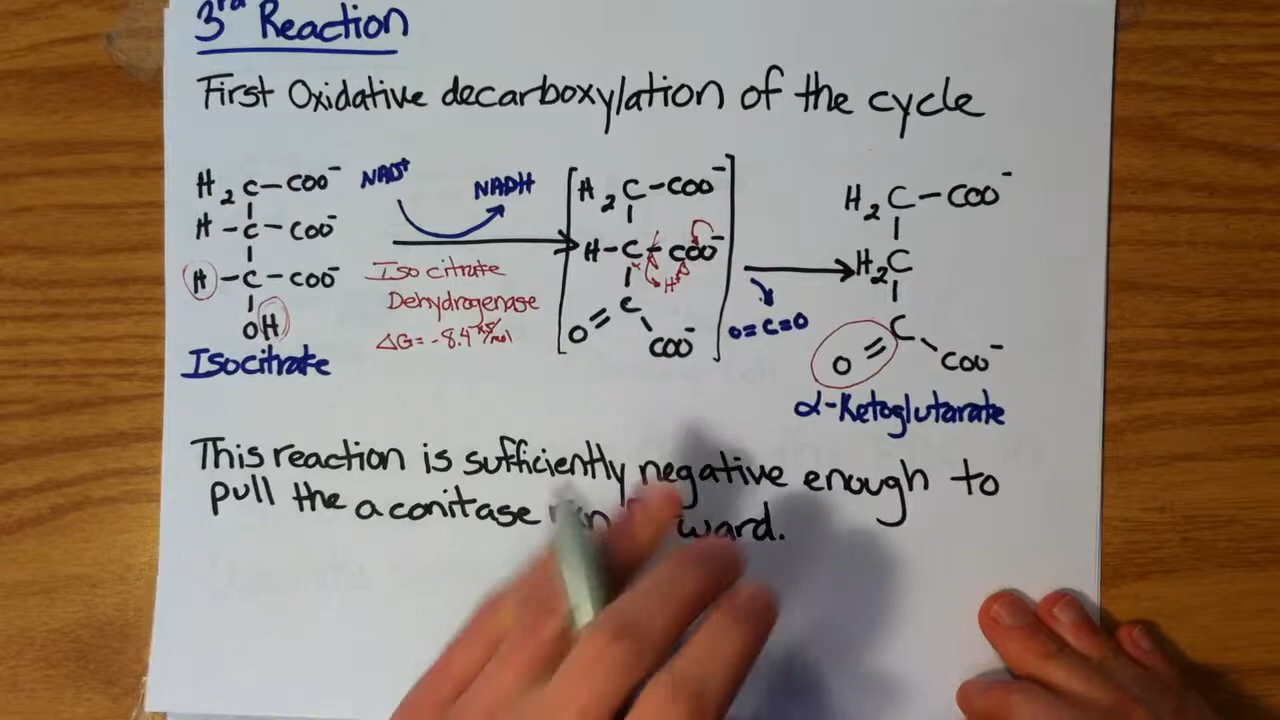 3rd Reaction
First Oxidative decarboxylation of the cycle
H2C-COO-
H-C-COO-
H-C-COO-
OH
Isocitrate
NAD+
NADH
Isocitrate
Dehydrogenase
ΔG=-8.4 kJ/mol
H2C-COO-
H-C-COO-
H+
C
O= COO-
O=C=O
H2C-COO-
H2C
C
O= COO-
α-Ketoglutarate
This reaction is sufficiently negative enough to
pull the aconitase ward.